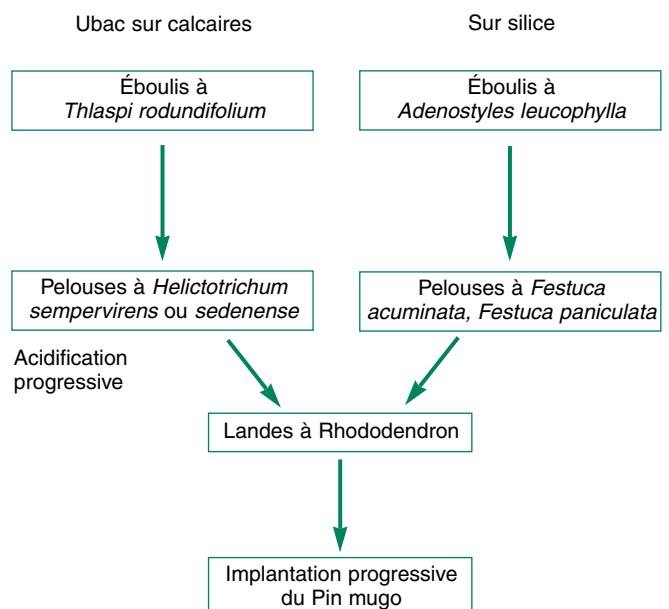 Ubac sur calcaires
Sur silice
Éboulis à
Thlaspi rodundifolium
Éboulis à
Adenostyles leucophylla
Pelouses à Helictotrichum
sempervirens ou sedenense
Pelouses à Festuca
acuminata, Festuca paniculata
Acidification
progressive
Landes à Rhododendron
Implantation progressive
du Pin mugo